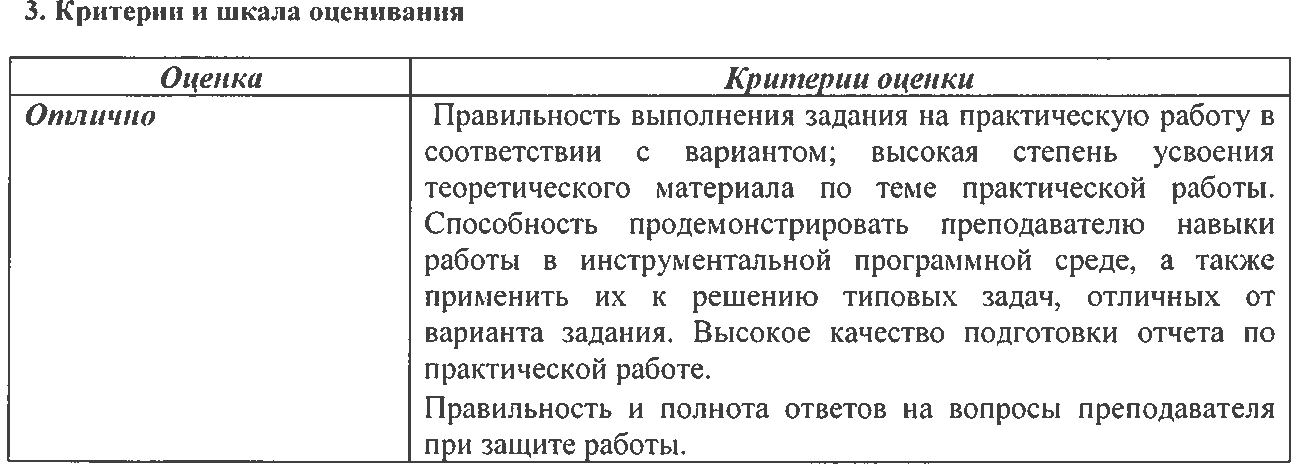 3. Критерии и шкала оценивания
Оценка Критерии оценки
Отлично Правильность выполнения задания на практическую работу в
соответствии с вариантом; высокая степень усвоения
теоретического материала по теме практической работы.
Способность продемонстрировать преподавателю навыки
работы в инструментальной программной среде, а также
применить их к решению типовых задач, отличных от
варианта задания. Высокое качество подготовки отчета по
практической работе.
Правильность и полнота ответов на вопросы преподавателя
при защите работы.